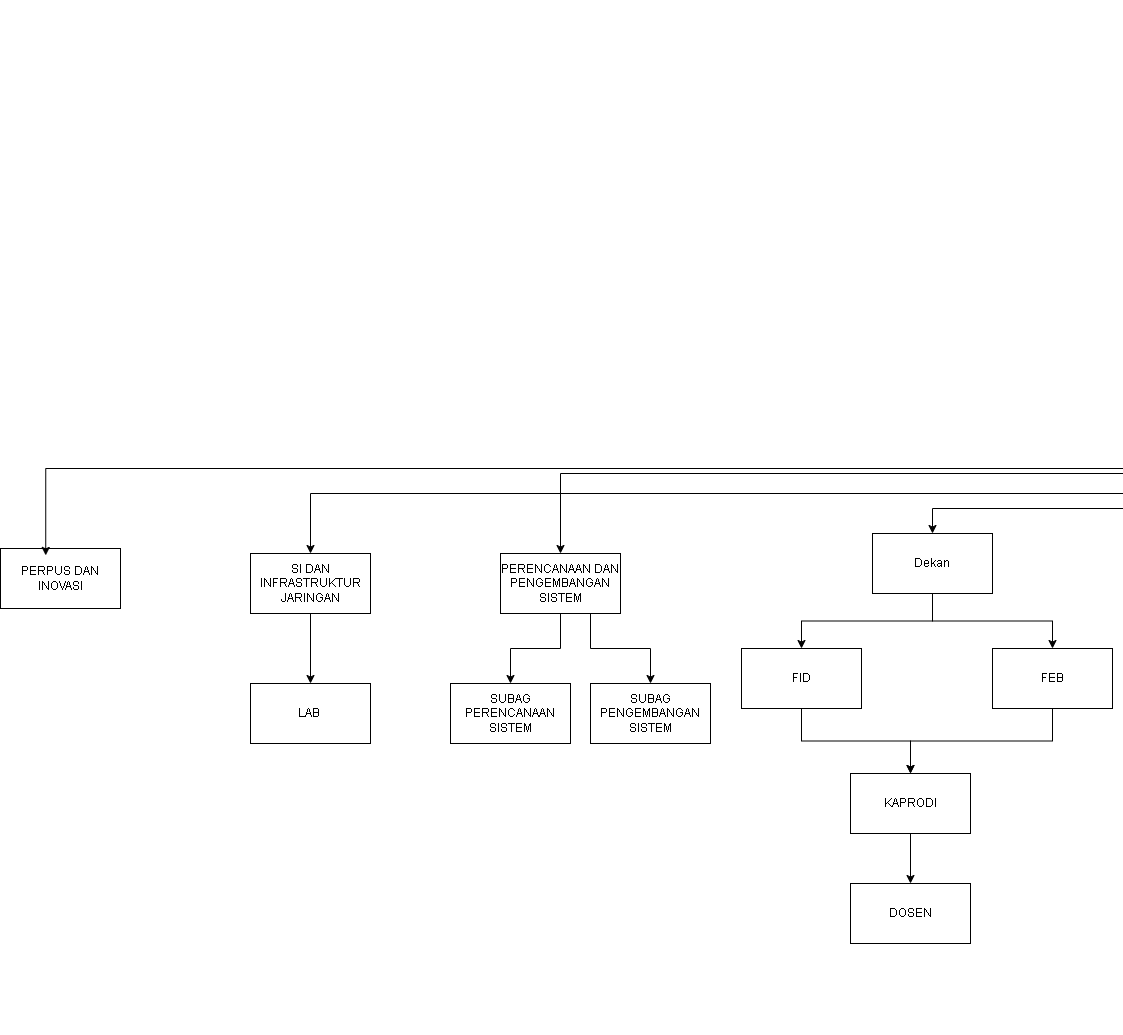 PERPUS DAN
INOVASI
SI DAN
INFRASTRUKTUR
JARINGAN
PERENCANAAN DAN
PENGEMBANGAN
SISTEM
Dekan
LAB
SUBAG
PERENCANAAN
SISTEM
SUBAG
PENGEMBANGAN
SISTEM
FID
FEB
KAPRODI
DOSEN